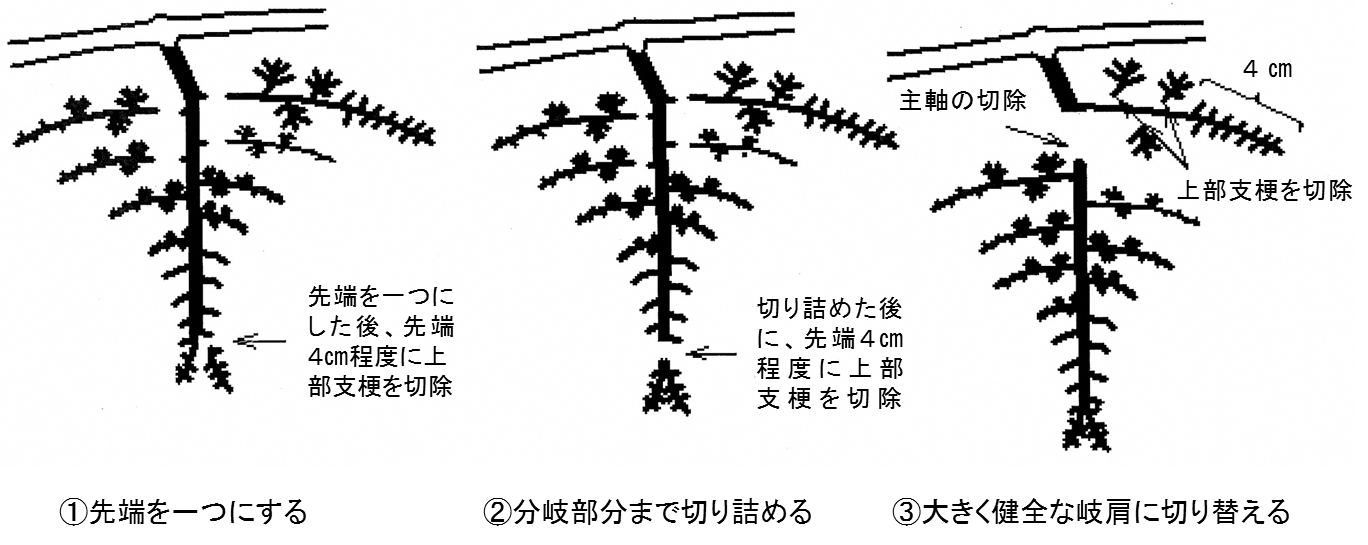 先端を一つに
した後、先端
4cm程度に上
部支梗を切除
切り詰めた後
に、先端4cm
程度に上部
支梗を切除
主軸の切除
4 cm
上部支梗を切除
①先端を一つにする
②分岐部分まで切り詰める
③大きく健全な岐肩に切り替える